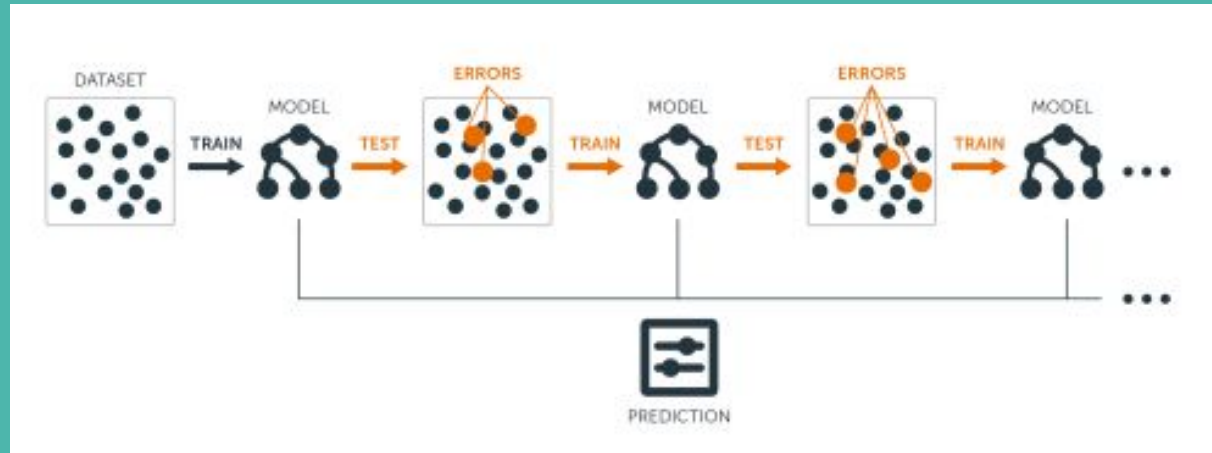 DATASET
MODEL
ERRORS
MODEL
ERRORS
MODEL
TRAIN
TEST
TRAIN
TEST
TRAIN
PREDICTION